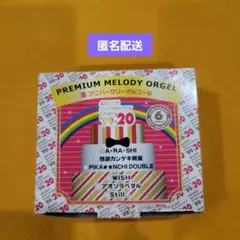 匿名配送
PREMIUM MELODY ORGEL
アニバーサリーオルゴール
20
6
A・RA・SHI
感謝カンゲキ雨嵐
PIKA★★NCHI DOUBLE
WISH
アオゾラペダル
Still...